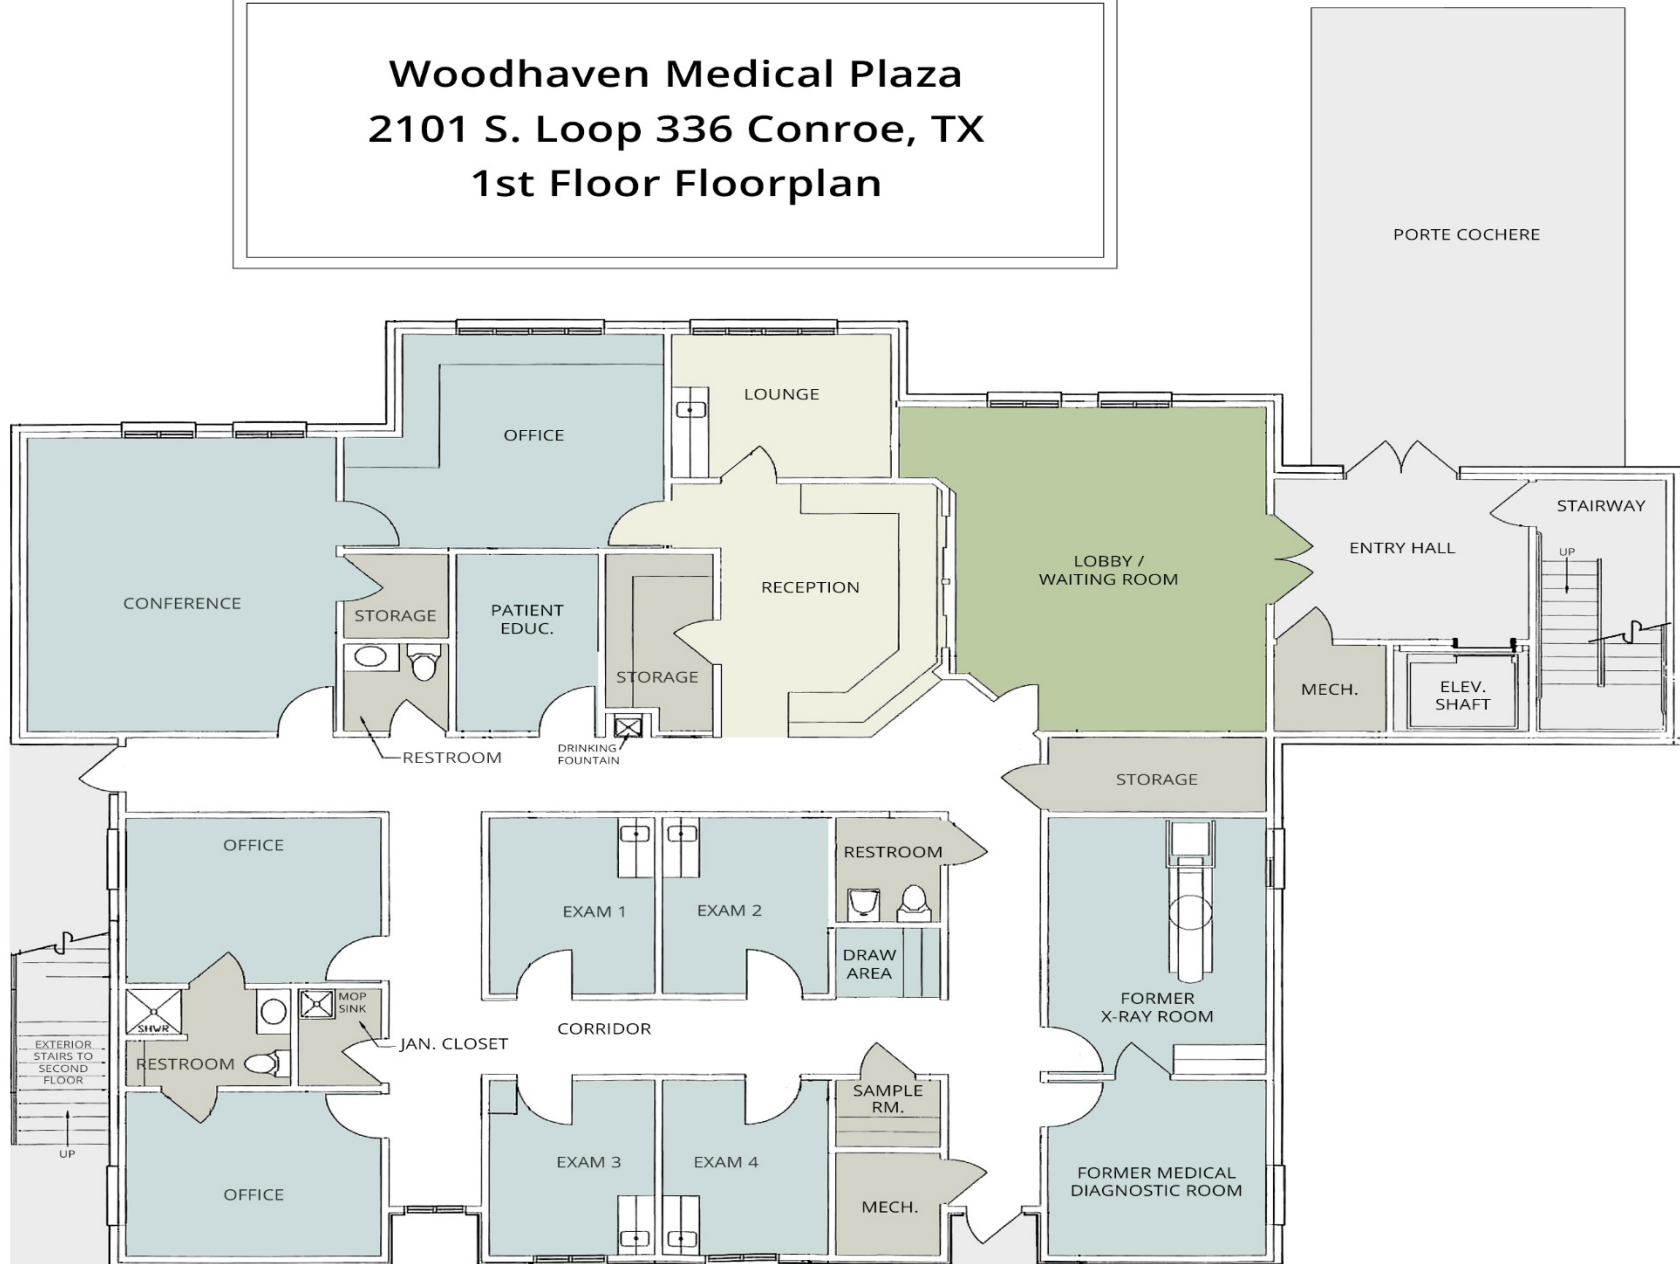 Woodhaven Medical Plaza
2101 S. Loop 336 Conroe, TX
1st Floor Floorplan
PORTE COCHERE
LOUNGE
OFFICE
STAIRWAY
UP
ENTRY HALL
LOBBY /
WAITING ROOM
RECEPTION
CONFERENCE
STORAGE
PATIENT
EDUC.
STORAGE
MECH.
ELEV.
SHAFT
RESTROOM
DRINKING
FOUNTAIN
STORAGE
OFFICE
RESTROOM
EXAM 1
EXAM 2
DRAW
AREA
FORMER
X-RAY ROOM
MOP
SINK
SHWR
CORRIDOR
JAN. CLOSET
EXTERIOR
STAIRS TO
SECOND
FLOOR
RESTROOM
SAMPLE
RM.
UP
EXAM 3
EXAM 4
FORMER MEDICAL
DIAGNOSTIC ROOM
OFFICE
MECH.